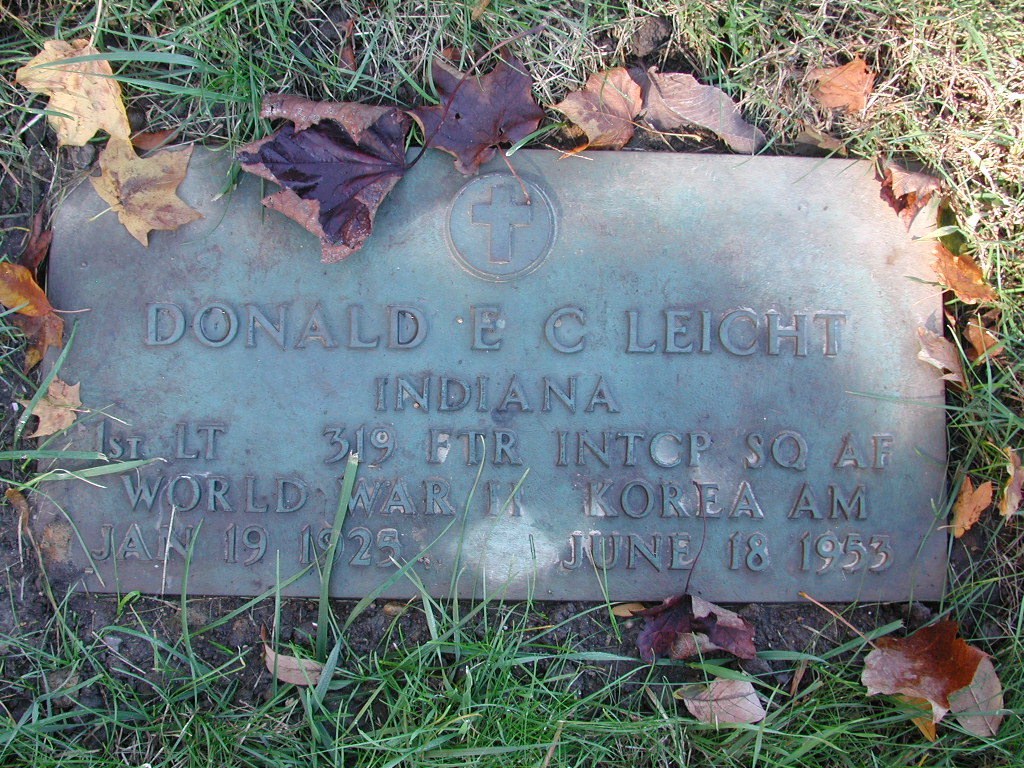 DONALD E C LEICHT
INDIANA
1ST LT 319 FTR INTCP SQ AF
WORLD WAR II KOREA AM
JAN 19 1925 JUNE 18 1953